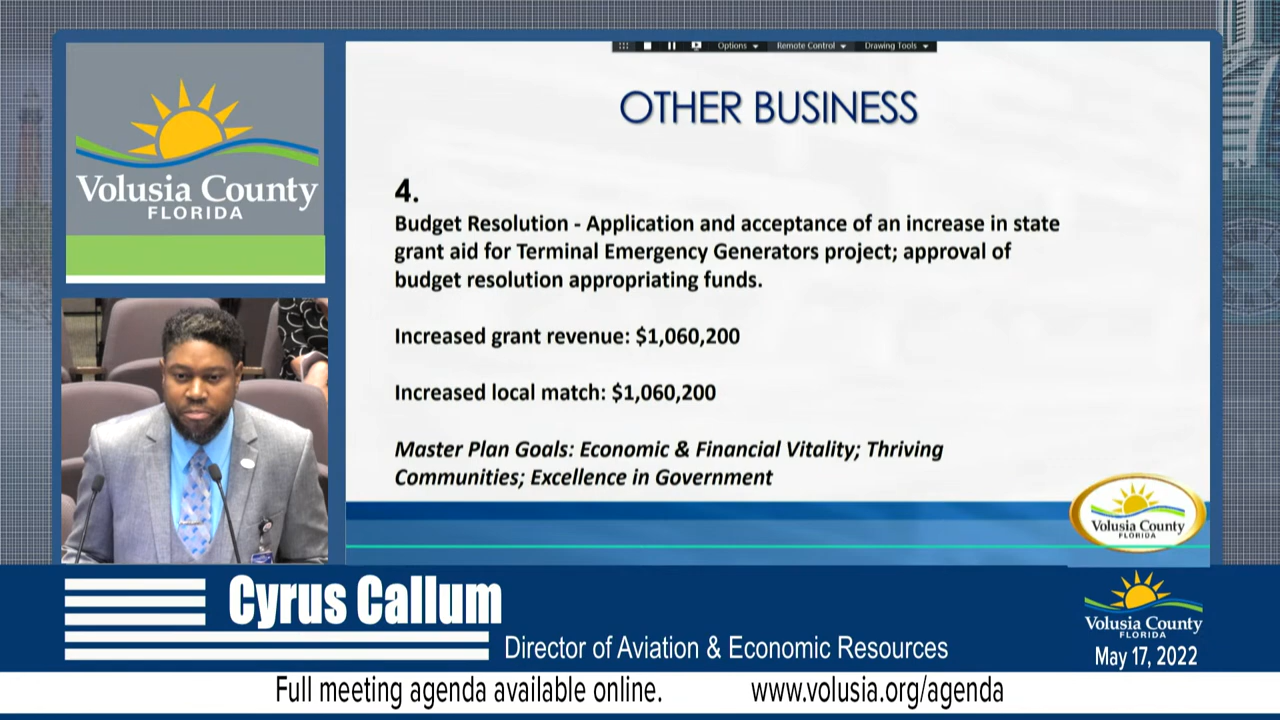 Volusia County
FLORIDA
Options
Remote Control
Drawing Tools
OTHER BUSINESS
4.
Budget Resolution - Application and acceptance of an increase in state
grant aid for Terminal Emergency Generators project; approval of
budget resolution appropriating funds.
Increased grant revenue: $1,060,200
Increased local match: $1,060,200
Master Plan Goals: Economic & Financial Vitality; Thriving
Communities; Excellence in Government
Volusia County
FLORIDA
Cyrus Callum
Director of Aviation & Economic Resources
Volusia County
FLORIDA
May 17, 2022
Full meeting agenda available online.
www.volusia.org/agenda